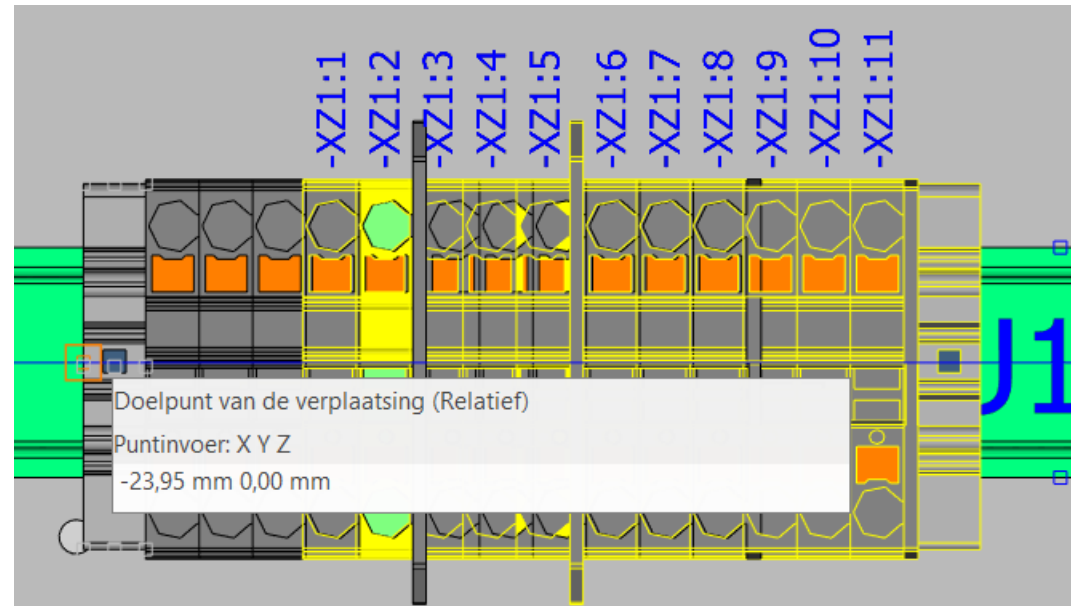 -XZ1:1
-XZ1:2
-XZ1:3
-XZ1:4
-XZ1:5
-XZ1:6
-XZ1:7
-XZ1:8
-XZ1:9
-XZ1:10
-XZ1:11
U1
Doelpunt van de verplaatsing (Relatief)
Puntinvoer: X Y Z
-23,95 mm 0,00 mm